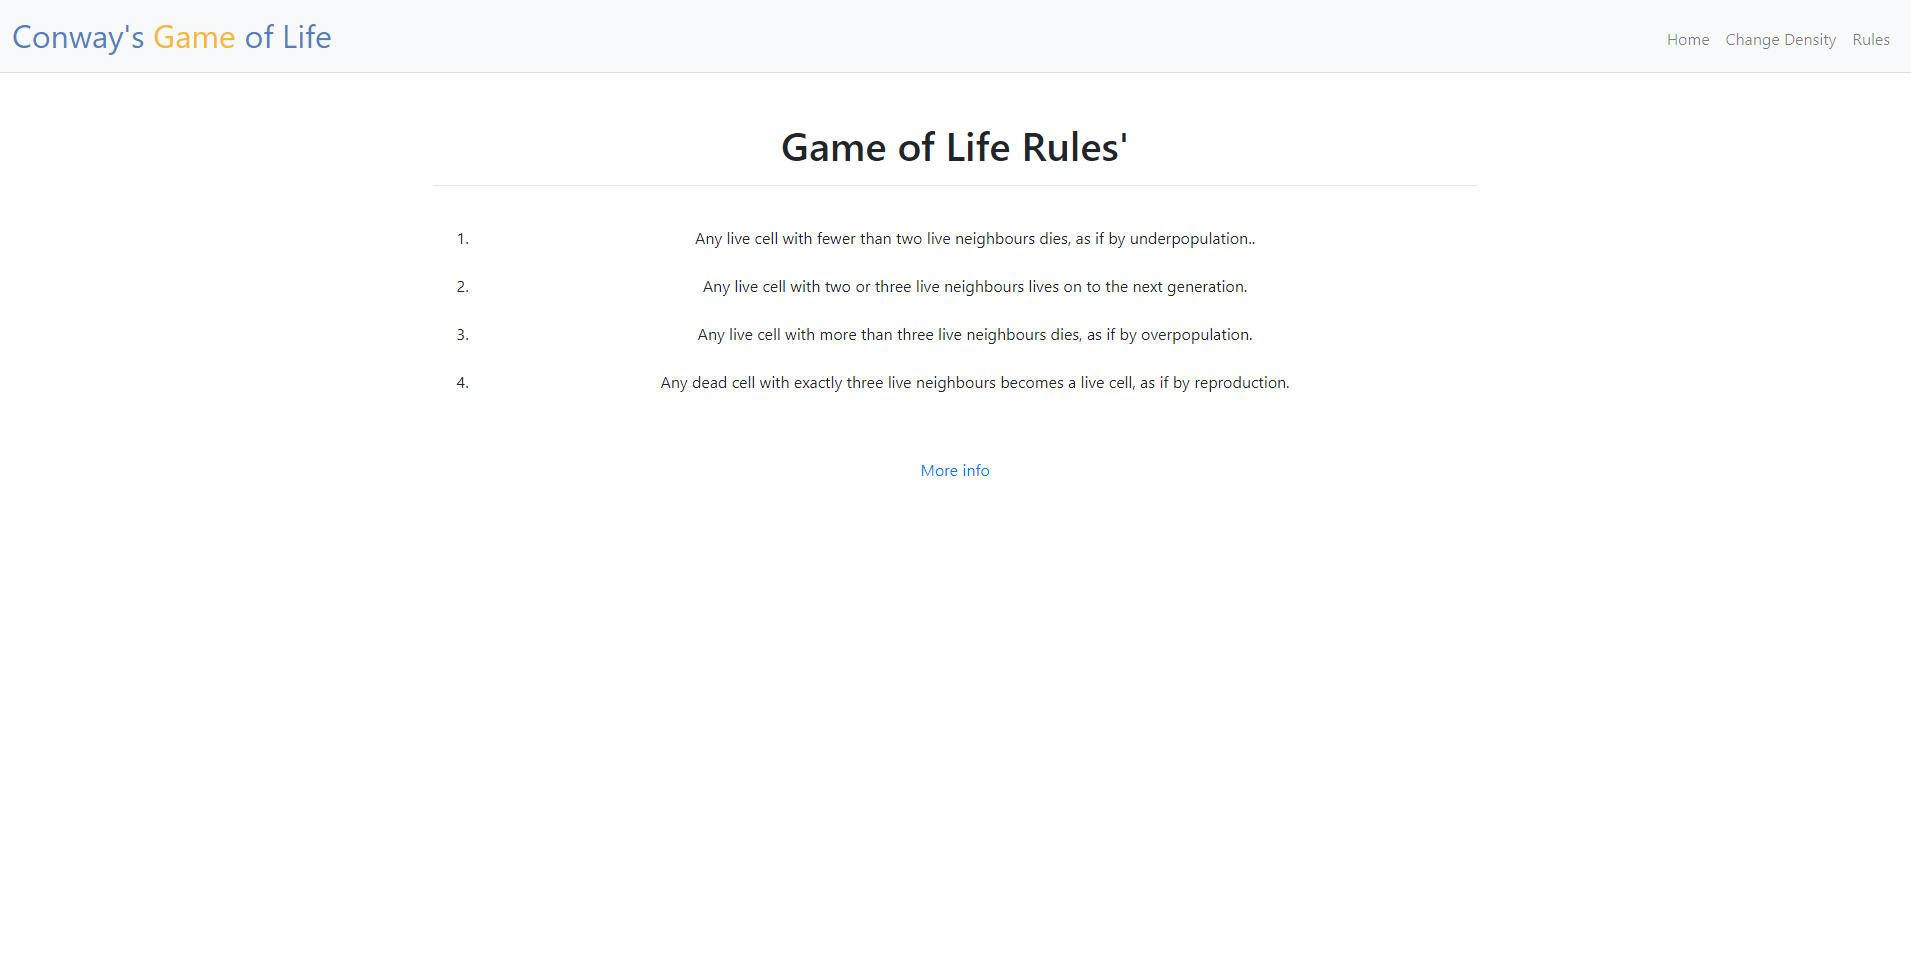 Conway's Game of Life
Home Change Density Rules
Game of Life Rules'
1. Any live cell with fewer than two live neighbours dies, as if by underpopulation..
2. Any live cell with two or three live neighbours lives on to the next generation.
3. Any live cell with more than three live neighbours dies, as if by overpopulation.
4. Any dead cell with exactly three live neighbours becomes a live cell, as if by reproduction.
More info